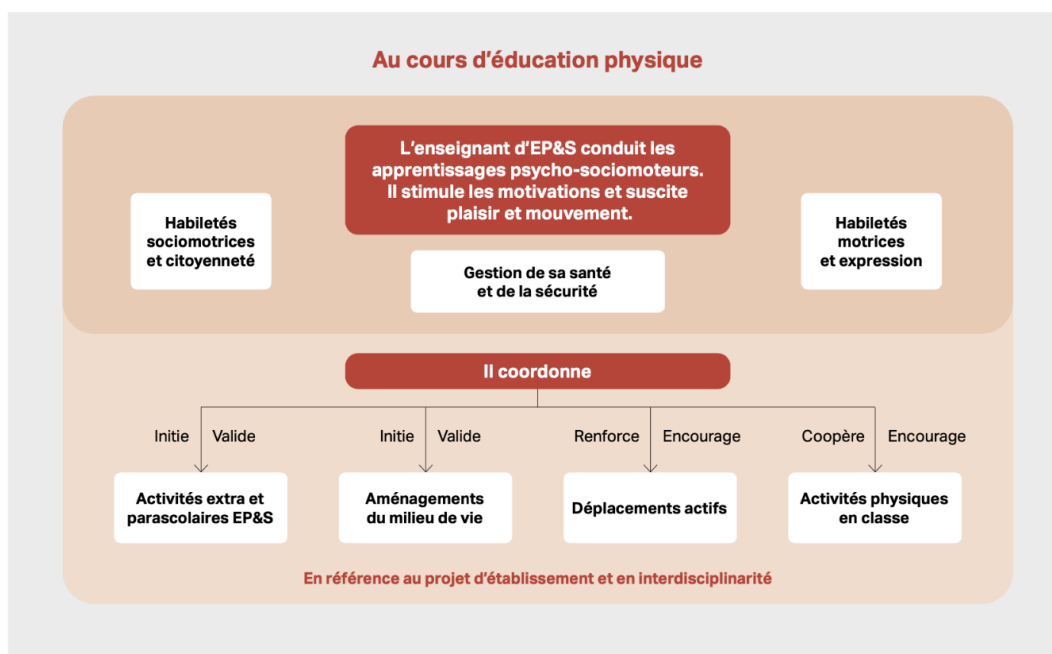 Au cours d'éducation physique
L'enseignant d'EP&S conduit les
apprentissages psycho-sociomoteurs.
Il stimule les motivations et suscite
plaisir et mouvement.
Habiletés
sociomotrices
et citoyenneté
Gestion de sa santé
et de la sécurité
Habiletés
motrices
et expression
Il coordonne
Initie Valide
Initie Valide
Renforce Encourage
Coopère Encourage
Activités extra et
parascolaires EP&S
Aménagements
du milieu de vie
Déplacements actifs
Activités physiques
en classe
En référence au projet d'établissement et en interdisciplinarité